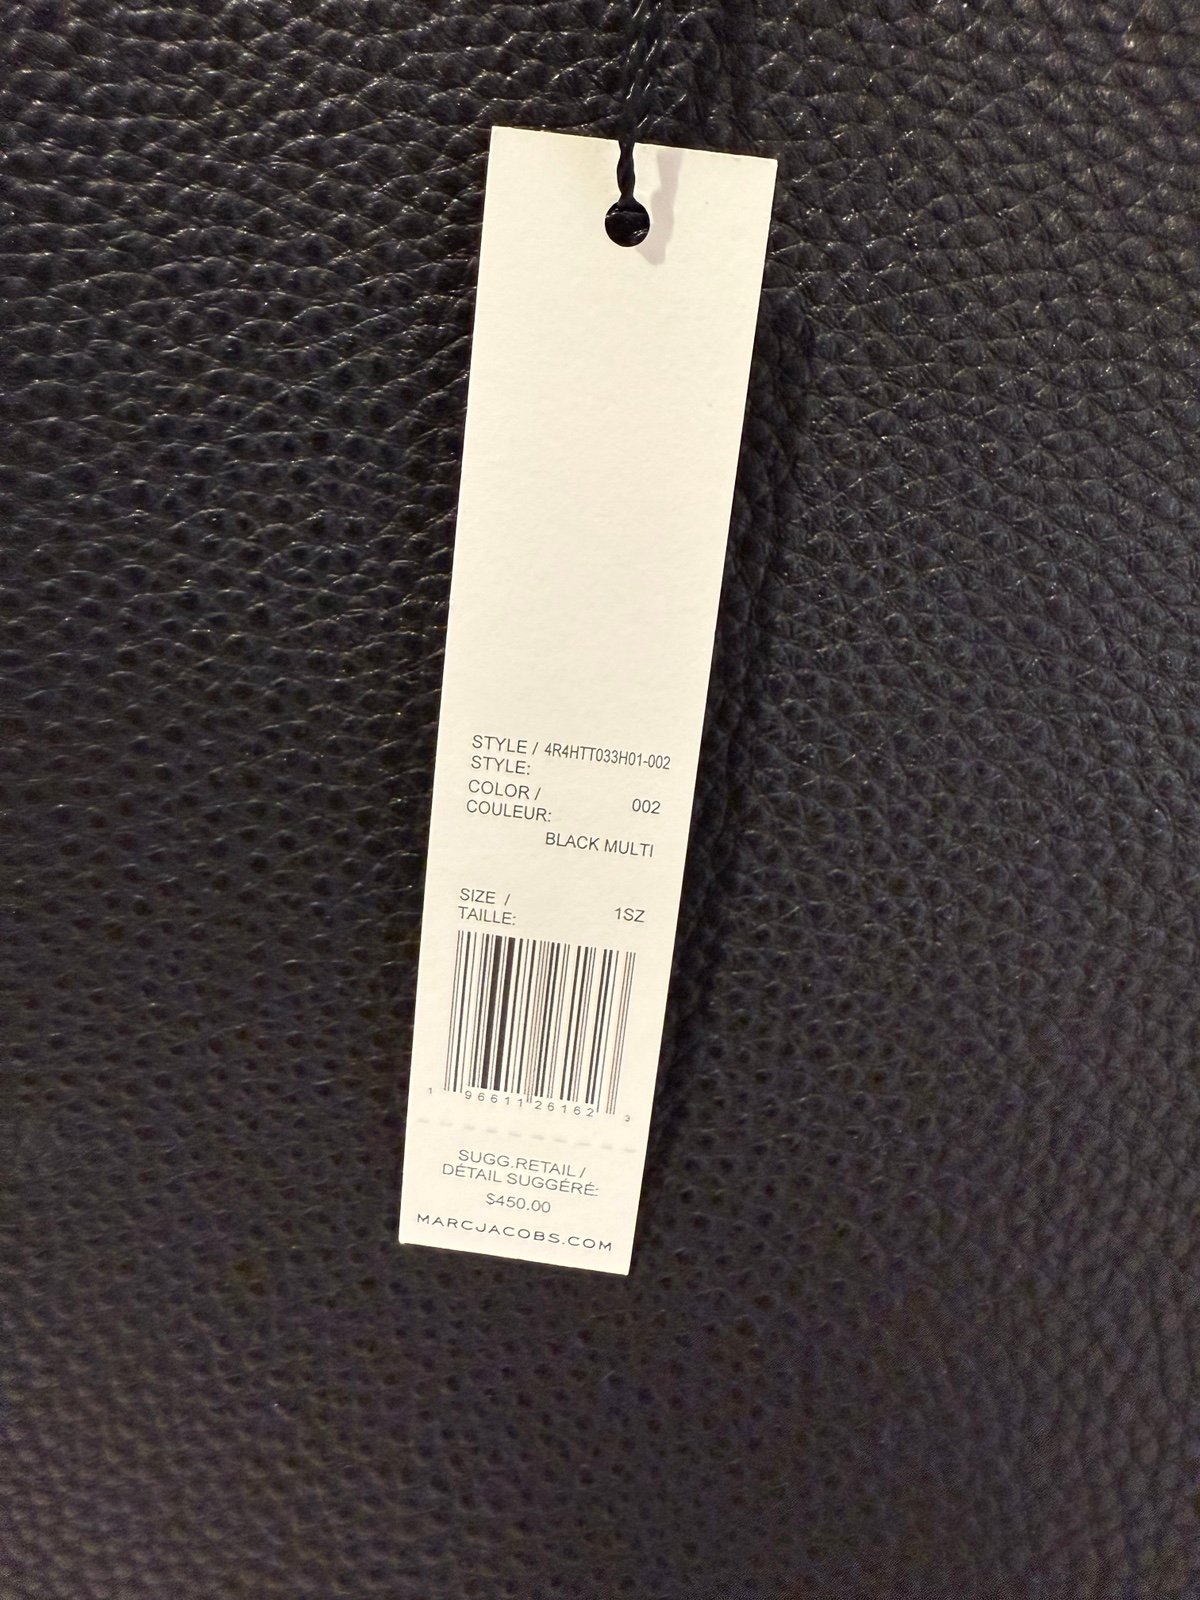 STYLE / 4R4HTT033H01-002
STYLE:
COLOR / 002
COULEUR:
BLACK MULTI
SIZE /
TAILLE: 1SZ
1 96611 26162 3
SUGG.RETAIL /
DÉTAIL SUGGÉRÉ:
$450.00
MARCJACOBS.COM